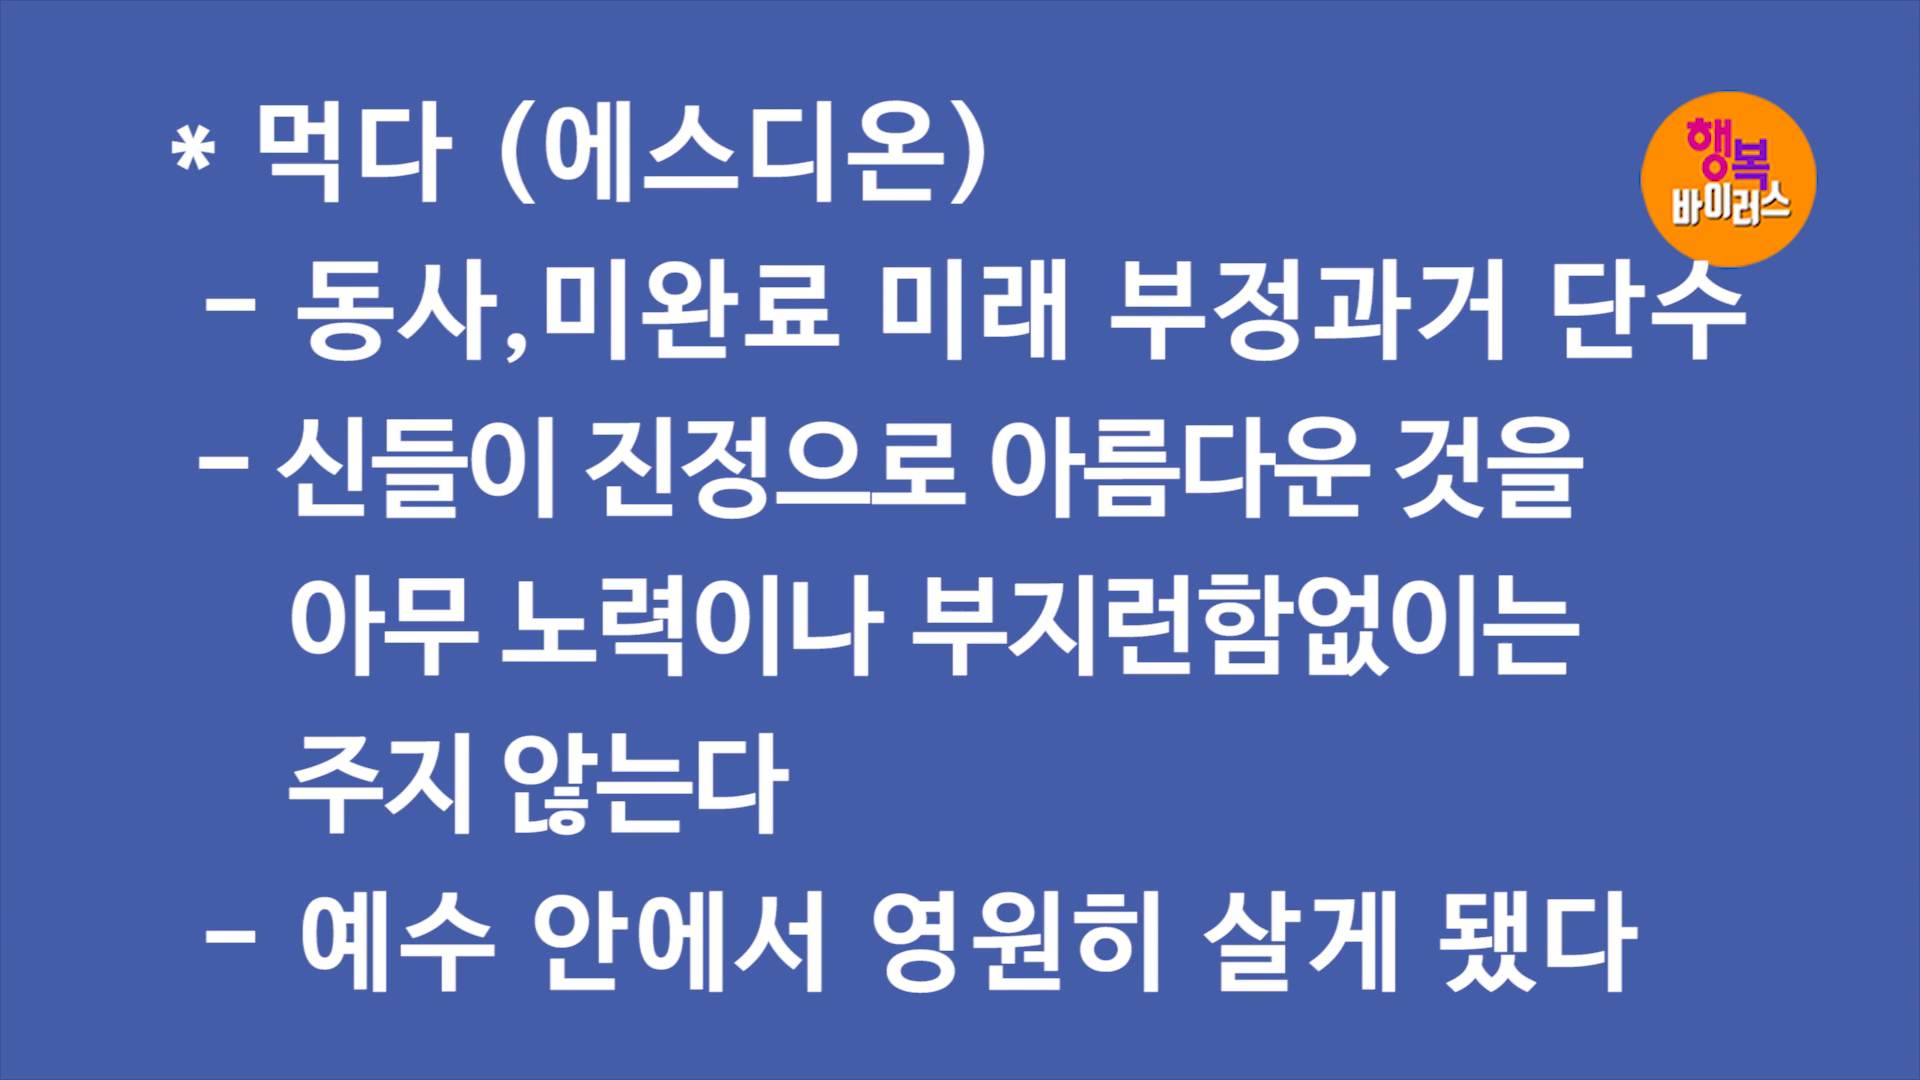 * 먹다 (에스디온)
행복
바이러스
- 동사,미완료 미래 부정과거 단수
- 신들이 진정으로 아름다운 것을
아무 노력이나 부지런함없이는
주지 않는다
- 예수 안에서 영원히 살게 됐다